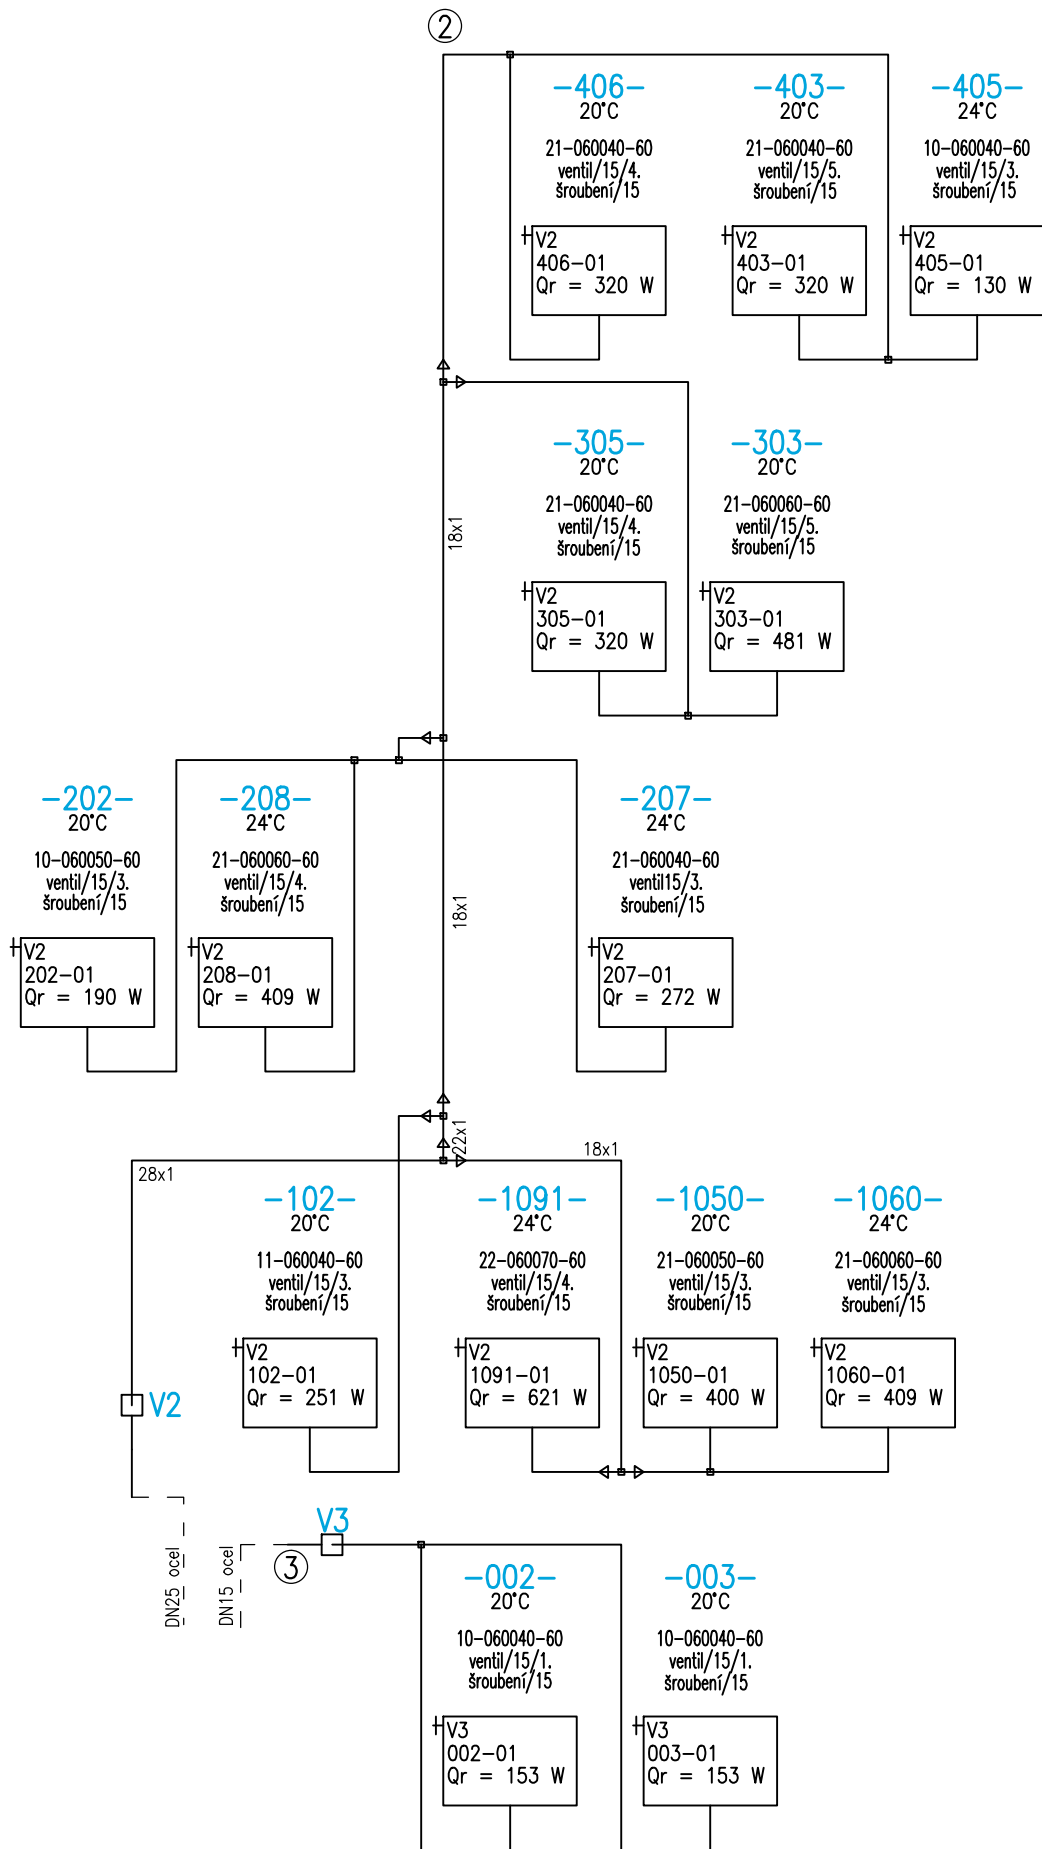 2
-406-
20°C
21-060040-60
ventil/15/4.
šroubení/15
V2
406-01
Qr = 320 W
-403-
20°C
21-060040-60
ventil/15/5.
šroubení/15
V2
403-01
Qr = 320 W
-405-
24°C
10-060040-60
ventil/15/3.
šroubení/15
V2
405-01
Qr = 130 W
-305-
20°C
21-060040-60
ventil/15/4.
šroubení/15
V2
305-01
Qr = 320 W
-303-
20°C
21-060060-60
ventil/15/5.
šroubení/15
V2
303-01
Qr = 481 W
18x1
-202-
20°C
10-060050-60
ventil/15/3.
šroubení/15
V2
202-01
Qr = 190 W
-208-
24°C
21-060060-60
ventil/15/4.
šroubení/15
V2
208-01
Qr = 409 W
18x1
-207-
24°C
21-060040-60
ventil15/3.
šroubení/15
V2
207-01
Qr = 272 W
22x1
18x1
28x1
-102-
20°C
11-060040-60
ventil/15/3.
šroubení/15
V2
102-01
Qr = 251 W
-1091-
24°C
22-060070-60
ventil/15/4.
šroubení/15
V2
1091-01
Qr = 621 W
-1050-
20°C
21-060050-60
ventil/15/3.
šroubení/15
V2
1050-01
Qr = 400 W
-1060-
24°C
21-060060-60
ventil/15/3.
šroubení/15
V2
1060-01
Qr = 409 W
V2
V3
3
DN25 ocel
DN15 ocel
-002-
20°C
10-060040-60
ventil/15/1.
šroubení/15
V3
002-01
Qr = 153 W
-003-
20°C
10-060040-60
ventil/15/1.
šroubení/15
V3
003-01
Qr = 153 W